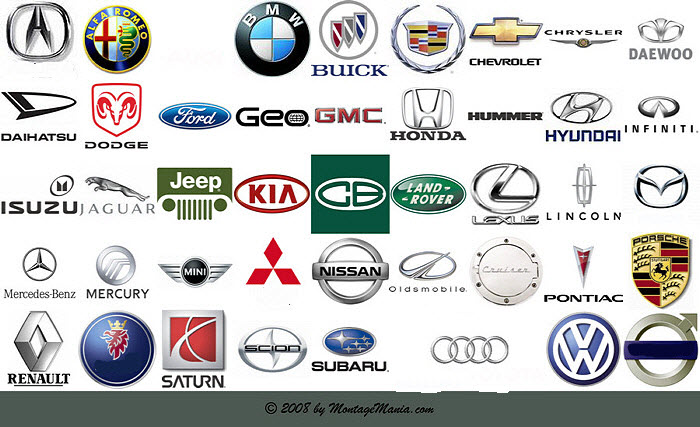 ALFA ROMEO
BMW
BUICK
CHEVROLET
CHRYSLER
DAEWOO
DAIHATSU
DODGE
Ford
Geo
GMC
HONDA
HUMMER
HYUNDAI
INFINITI
ISUZU
JAGUAR
Jeep
KIA
LAND-
-ROVER
LEXUS
LINCOLN
Mercedes-Benz
MERCURY
MINI
NISSAN
Oldsmobile
Cruiser
PONTIAC
PORSCHE
RENAULT
SATURN
SCION
SUBARU
© 2008 by MontageMania.com